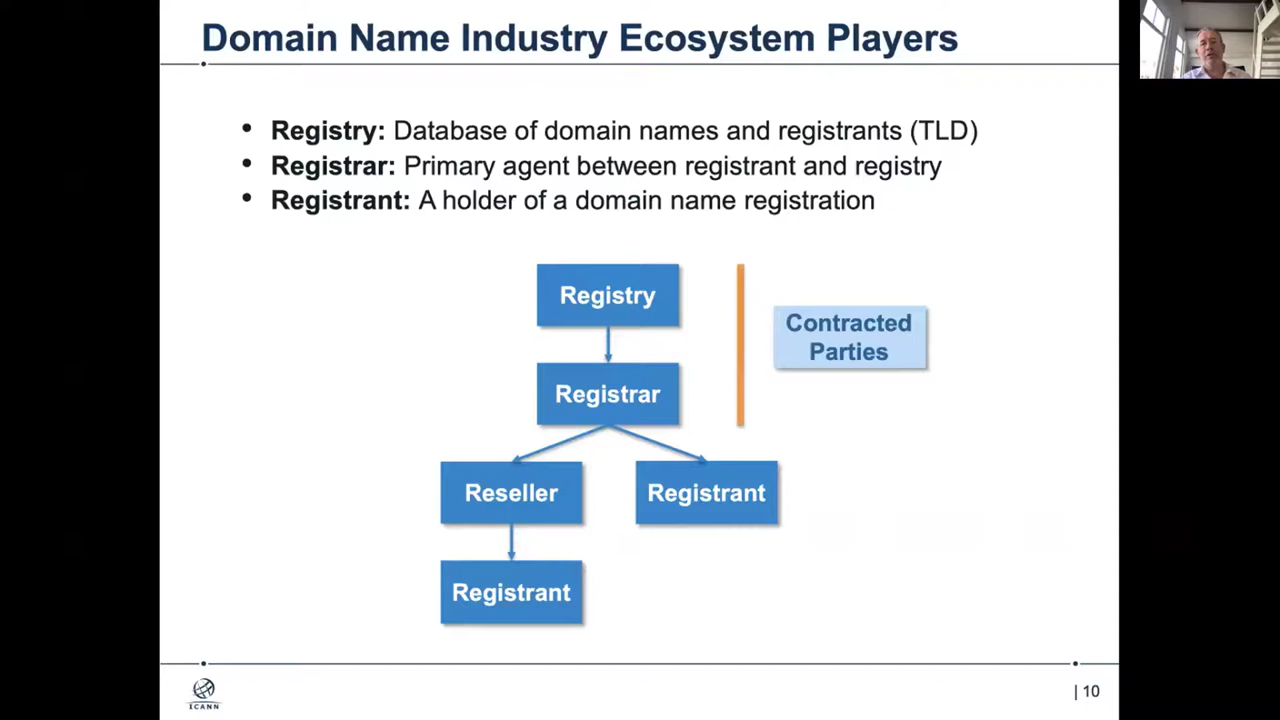 Domain Name Industry Ecosystem Players
• Registry: Database of domain names and registrants (TLD)
• Registrar: Primary agent between registrant and registry
• Registrant: A holder of a domain name registration
Registry
Contracted
Parties
Registrar
Reseller
Registrant
Registrant
ICANN
| 10